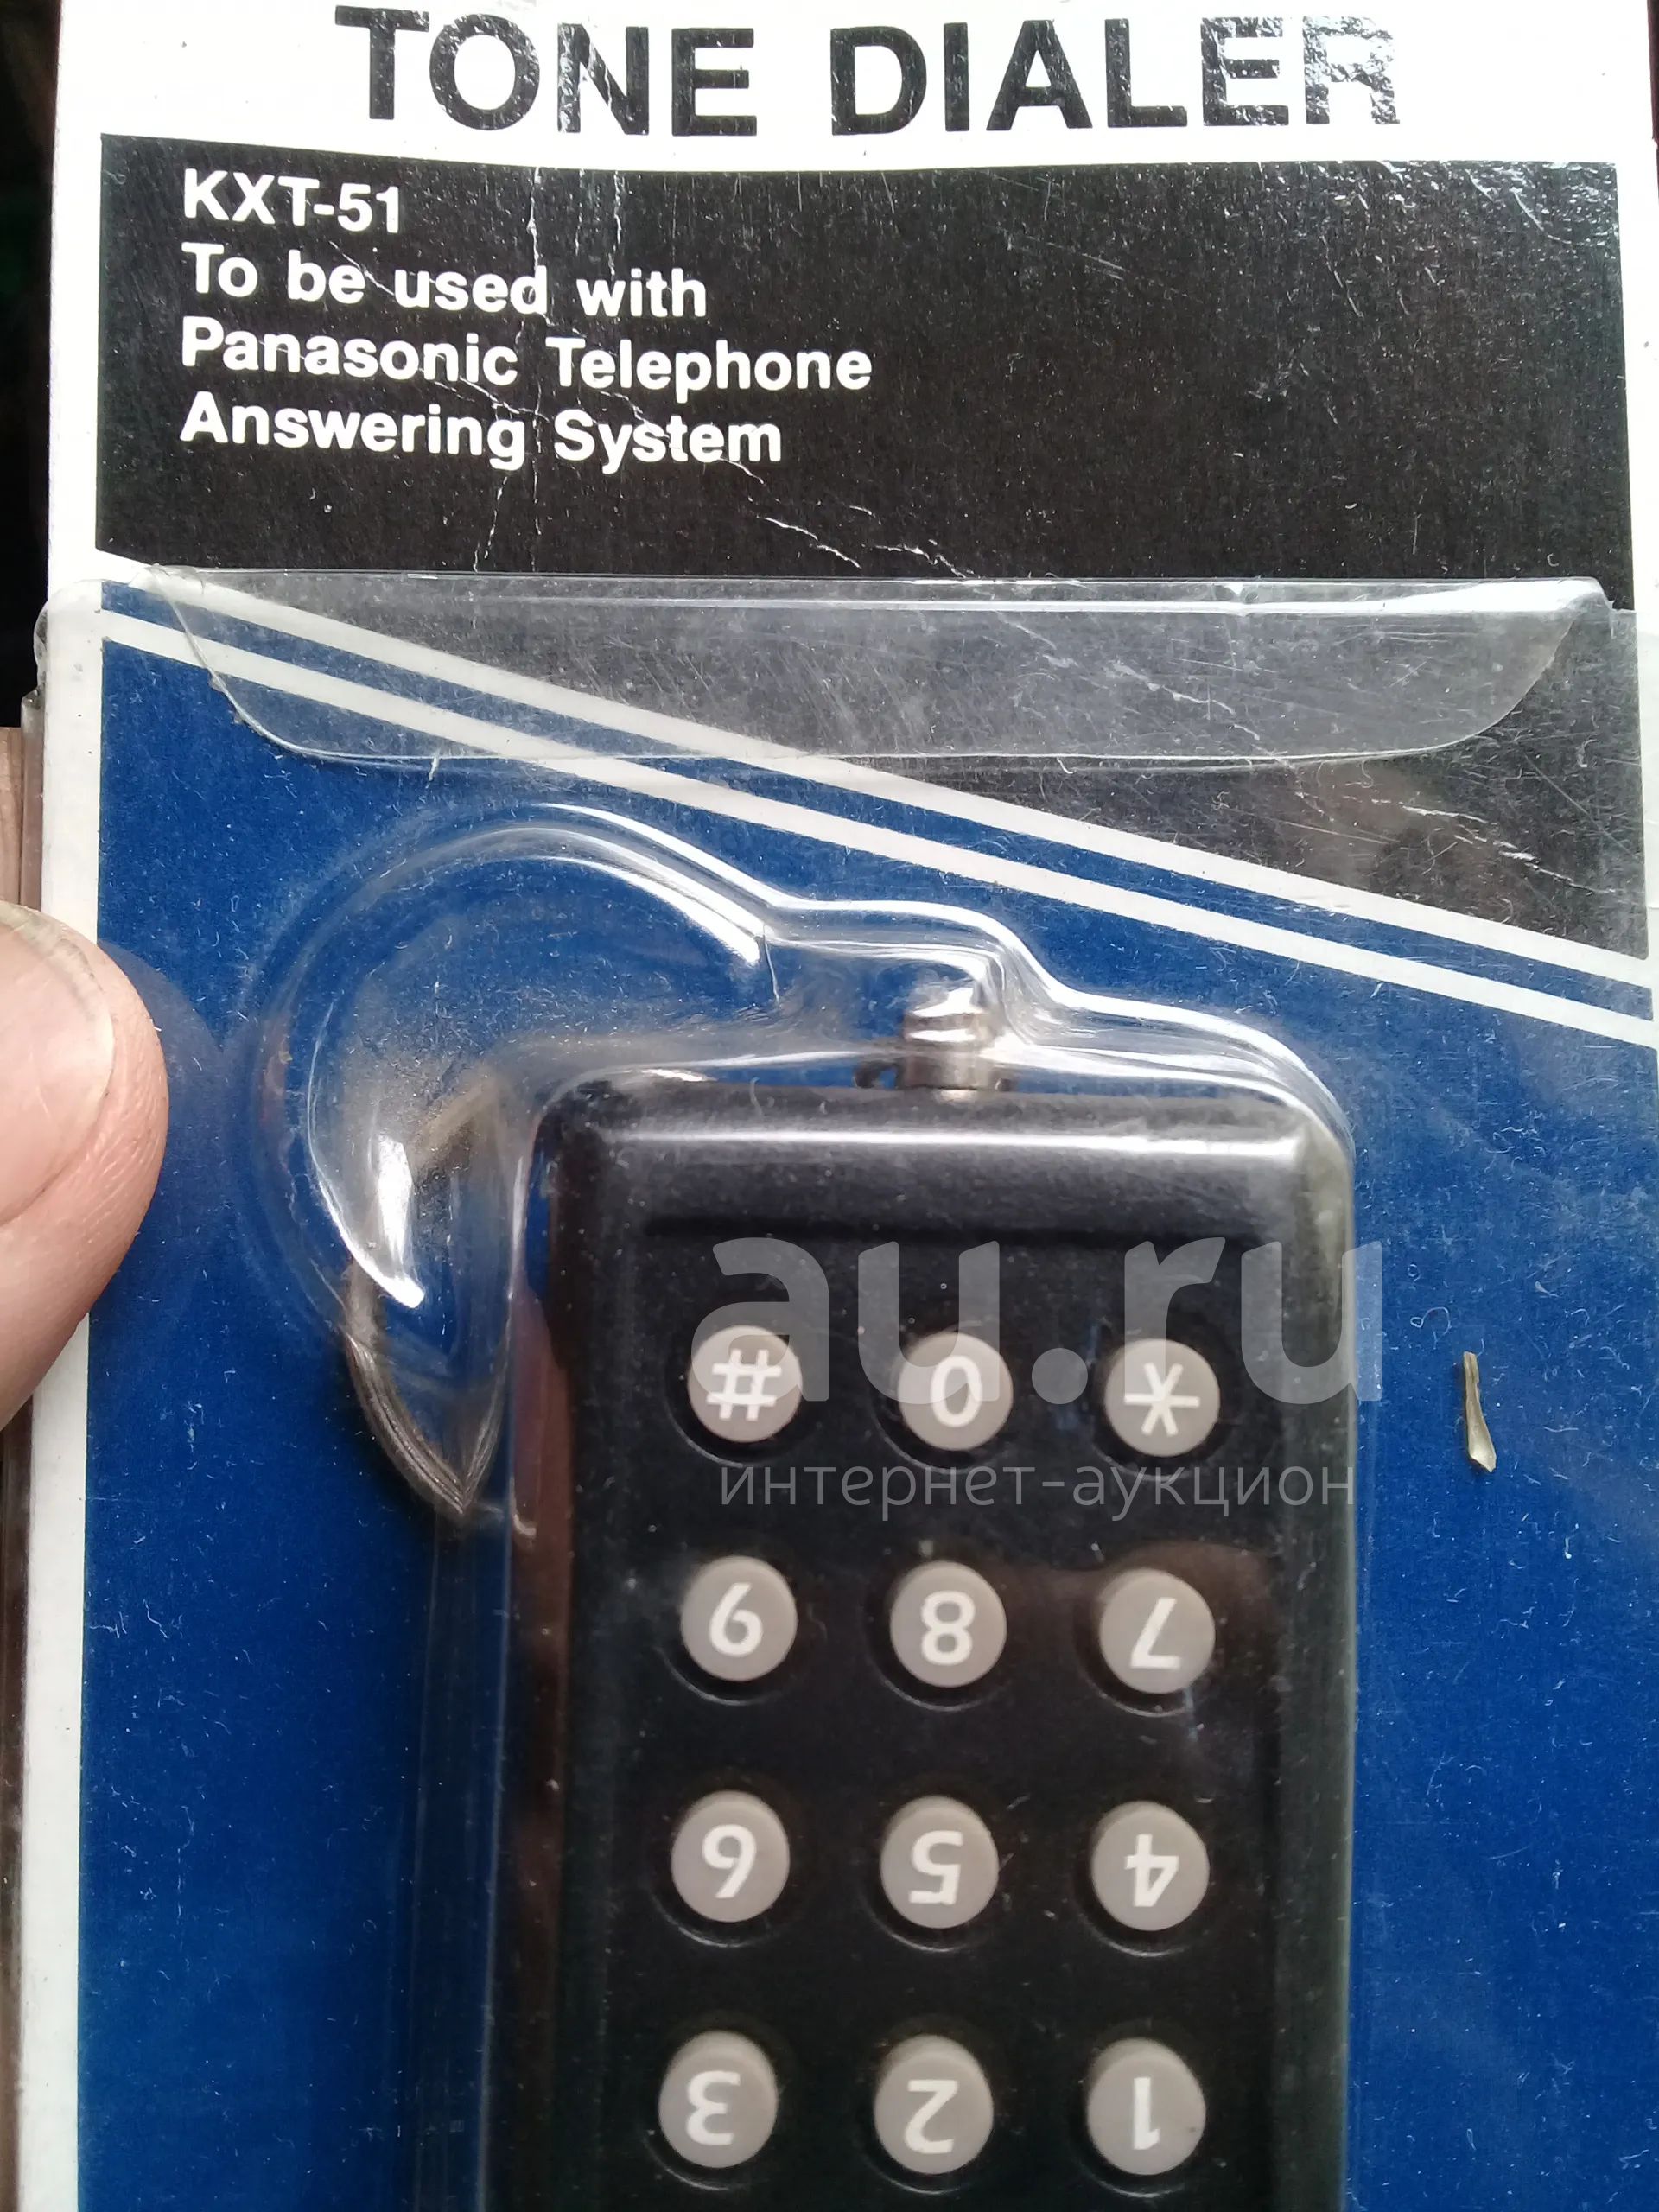 TONE DIALER
KXT-51
To be used with
Panasonic Telephone
Answering System
au.ru
интернет-аукцион
# 0 *
9 8 7
6 5 4
3 2 1